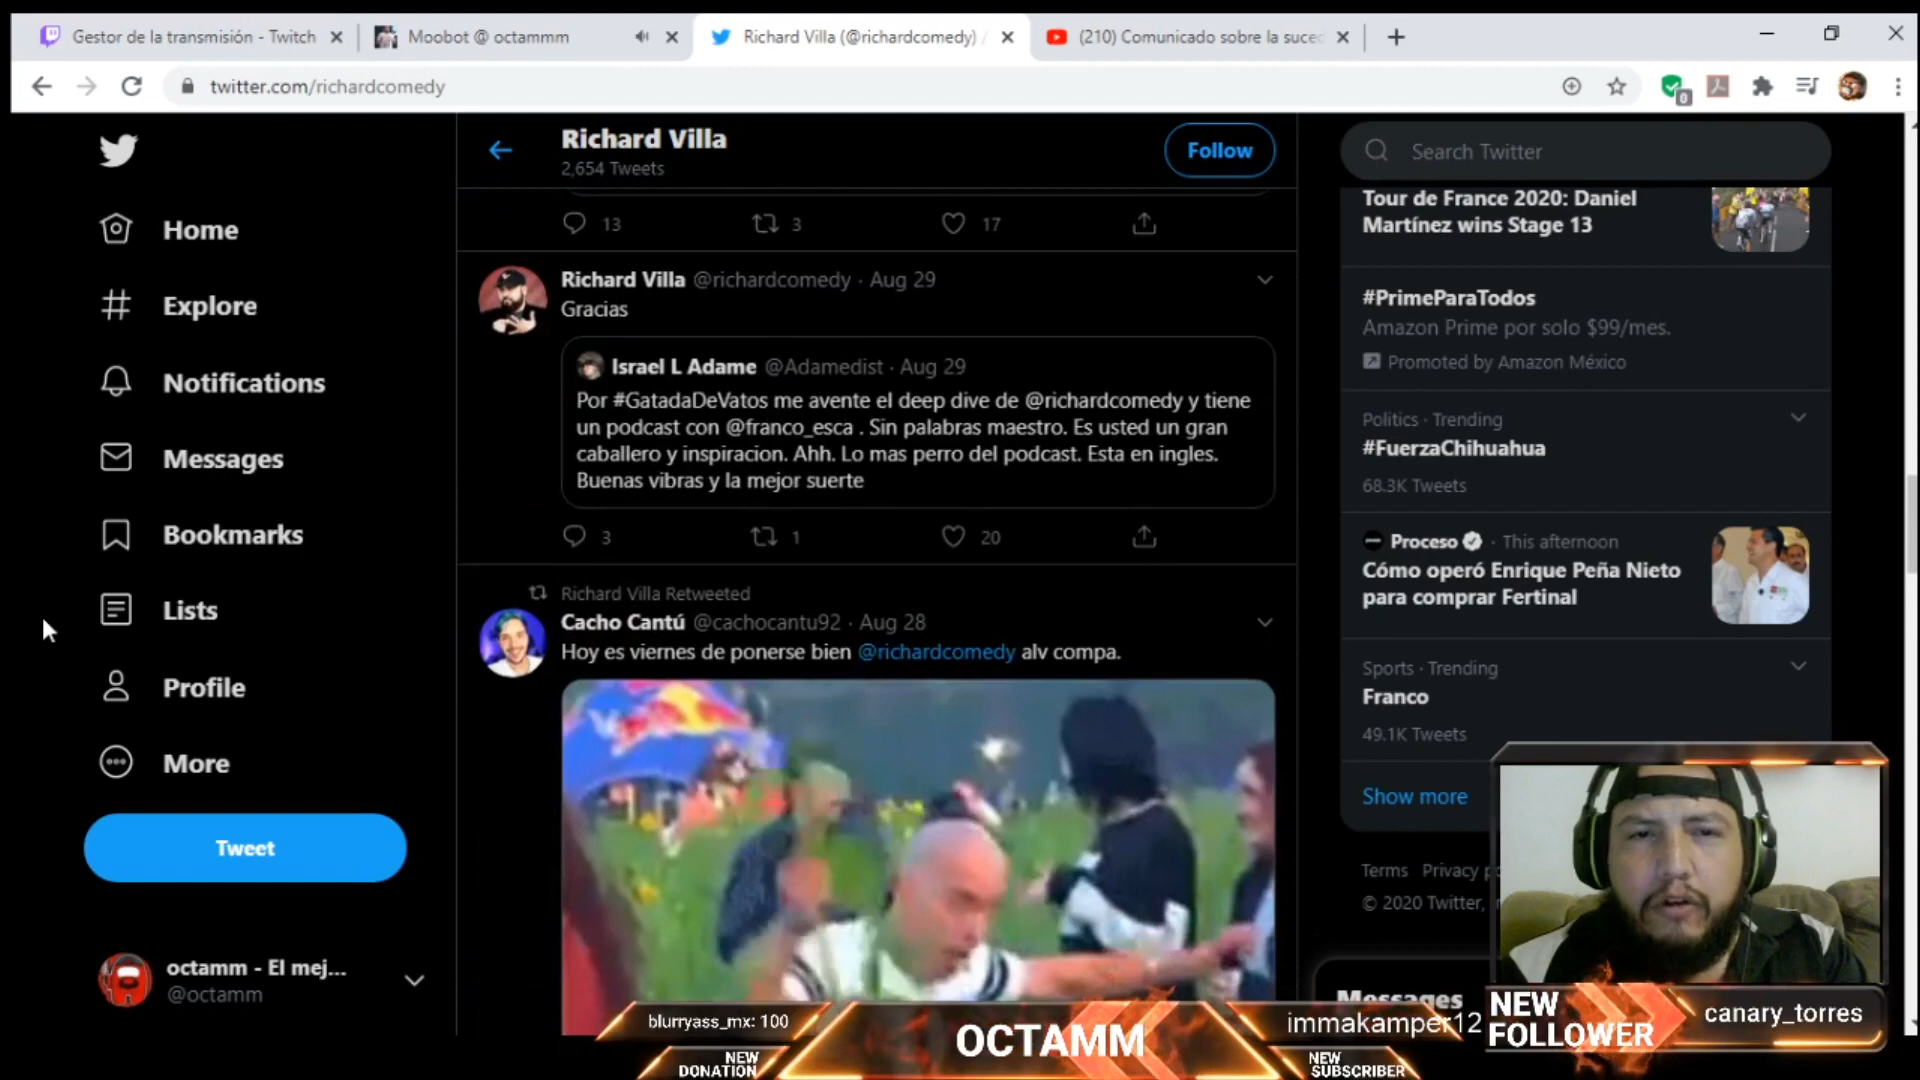 Gestor de la transmisión - Twitch
Moobot @ octammm
Richard Villa (@richardcomedy) /
(210) Comunicado sobre la suced
twitter.com/richardcomedy
0
Home
Explore
Notifications
Messages
Bookmarks
Lists
Profile
More
Tweet
octamm - El mej...
@octamm
Richard Villa
2,654 Tweets
Follow
13
3
17
Richard Villa @richardcomedy · Aug 29
Gracias
Israel L Adame @Adamedist · Aug 29
Por #GatadaDeVatos me avente el deep dive de @richardcomedy y tiene
un podcast con @franco_esca . Sin palabras maestro. Es usted un gran
caballero y inspiracion. Ahh. Lo mas perro del podcast. Esta en ingles.
Buenas vibras y la mejor suerte
3
1
20
Richard Villa Retweeted
Cacho Cantú @cachocantu92 · Aug 28
Hoy es viernes de ponerse bien @richardcomedy alv compa.
Red Bull
Search Twitter
Tour de France 2020: Daniel
Martínez wins Stage 13
#PrimeParaTodos
Amazon Prime por solo $99/mes.
Promoted by Amazon México
Politics · Trending
#FuerzaChihuahua
68.3K Tweets
Proceso · This afternoon
Cómo operó Enrique Peña Nieto
para comprar Fertinal
Sports · Trending
Franco
49.1K Tweets
Show more
Terms Privacy
© 2020 Twitter,
Messages
blurryass_mx: 100
NEW
DONATION
OCTAMM
immakamper12
NEW
SUBSCRIBER
NEW
FOLLOWER
canary_torres